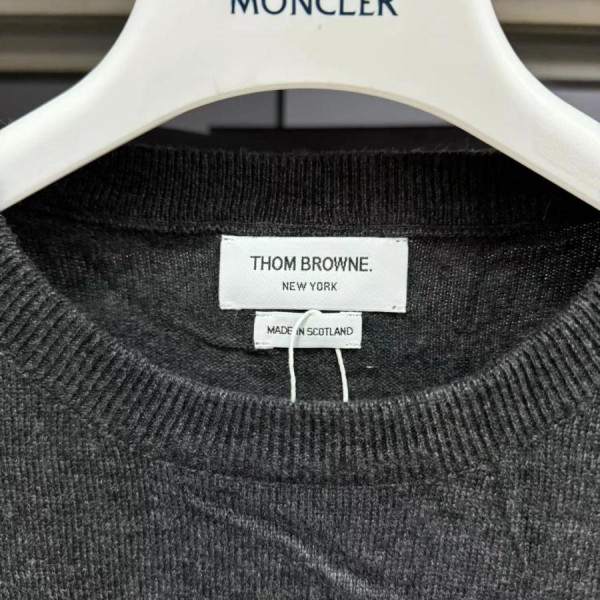 MONCLER
THOM BROWNE.
NEW YORK
MADE IN SCOTLAND